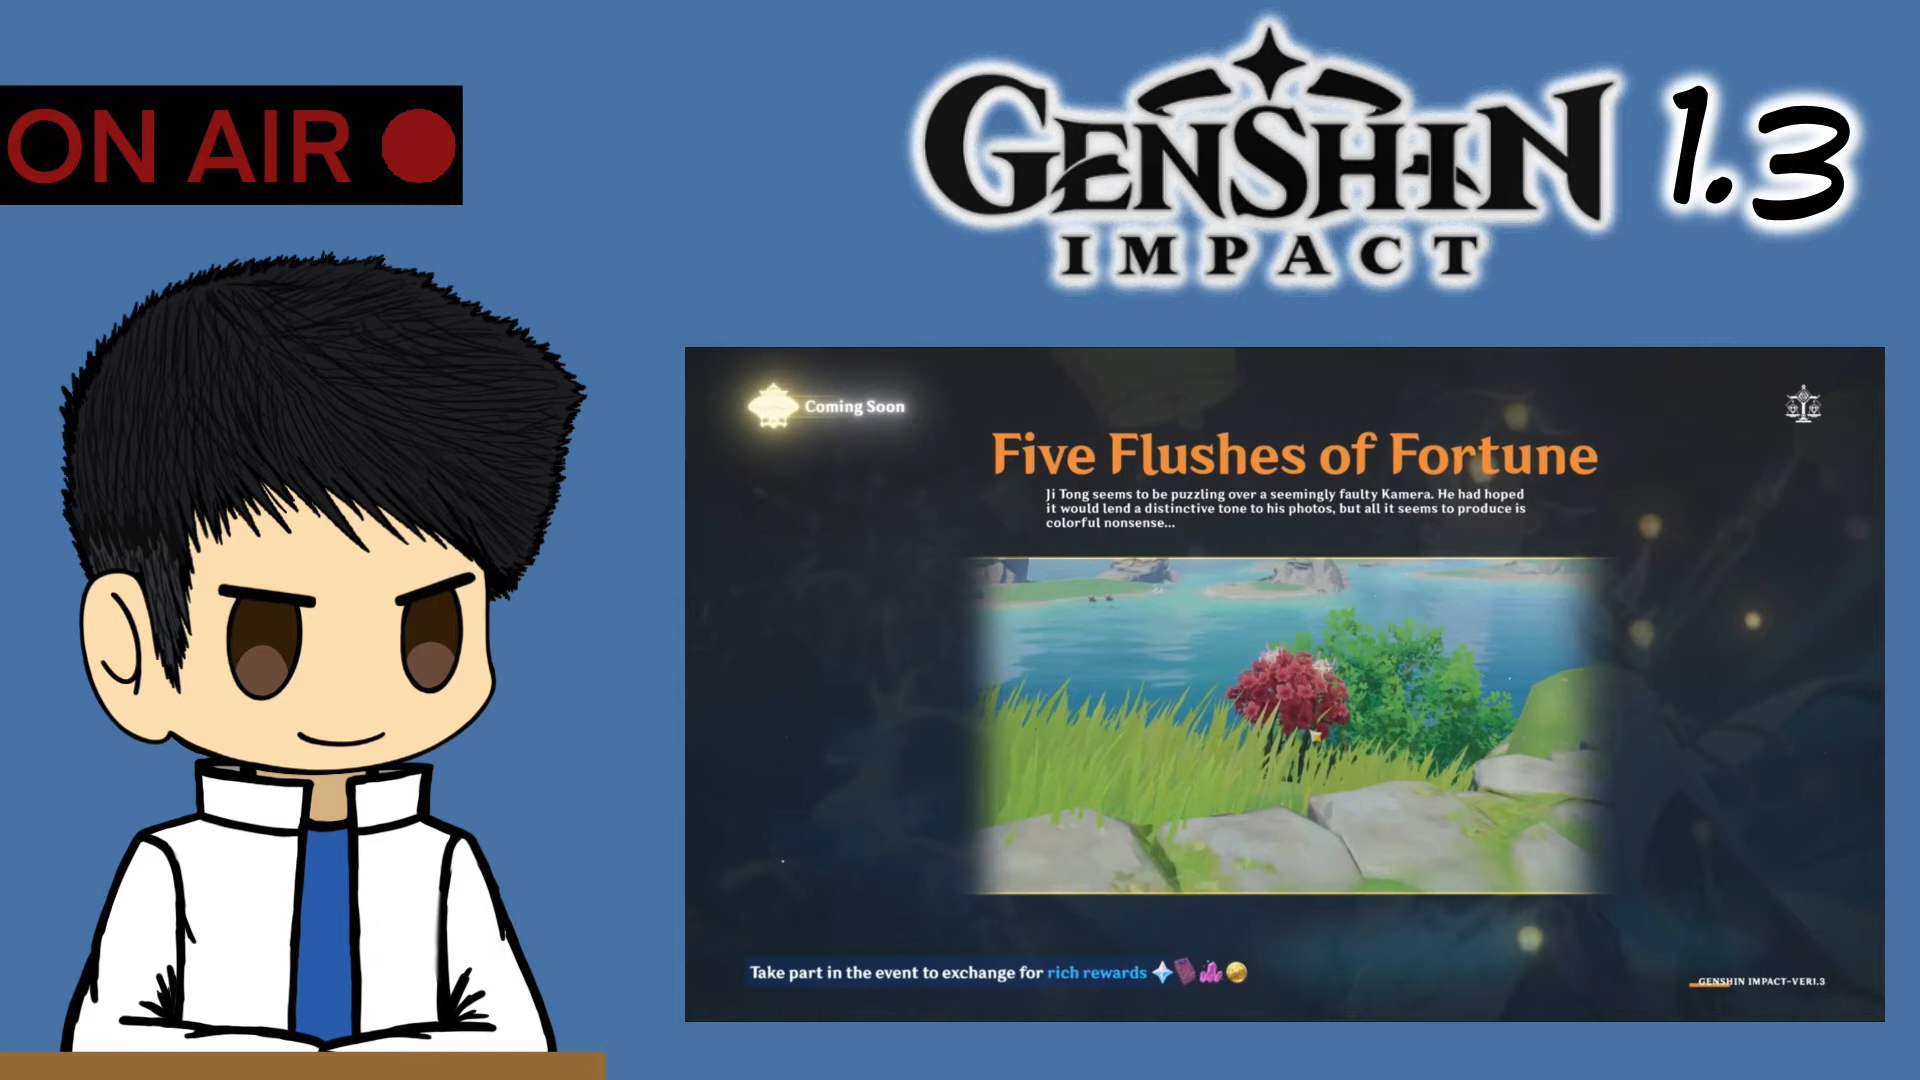 ON AIR
GENSHIN 1.3
IMPACT
Coming Soon
Five Flushes of Fortune
Ji Tong seems to be puzzling over a seemingly faulty Kamera. He had hoped
it would lend a distinctive tone to his photos, but all it seems to produce is
colorful nonsense...
Take part in the event to exchange for rich rewards
GENSHIN IMPACT-VER1.3